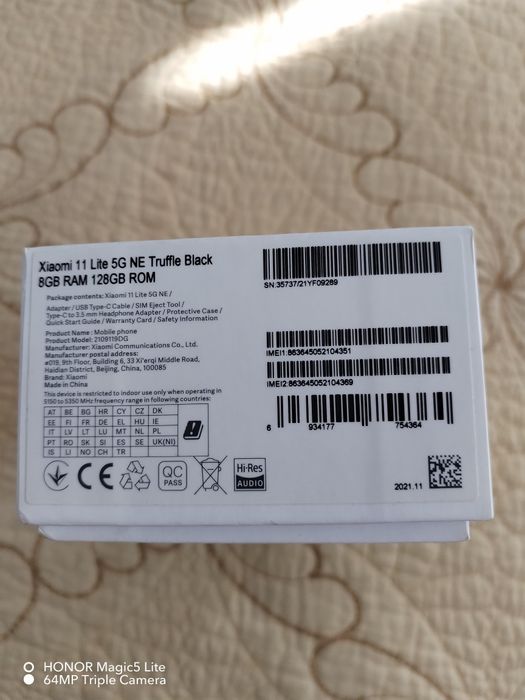 Xiaomi 11 Lite 5G NE Truffle Black
8GB RAM 128GB ROM
Package contents: Xiaomi 11 Lite 5G NE /
Adapter / USB Type-C Cable / SIM Eject Tool /
Type-C to 3.5 mm Headphone Adapter / Protective Case /
Quick Start Guide / Warranty Card / Safety Information
Product Name : Mobile phone
Product Model: 2109119DG
Manufacturer: Xiaomi Communications Co., Ltd.
Manufacturer postal address:
#019, 9th Floor, Building 6, 33 Xi'erqi Middle Road,
Haidian District, Beijing, China, 100085
Brand: Xiaomi
Made in China
This device is restricted to indoor use only when operating in
5150 to 5350 MHz frequency range in following countries:
AT BE BG HR CY CZ DK
EE FI FR DE EL HU IE
IT LV LT LU MT NL PL
PT RO SK SI ES SE UK(NI)
IS LI NO CH TR
CE
QC
PASS
Hi-Res
AUDIO
SN:35737/21YF09289
IMEI1:863645052104351
IMEI2:863645052104369
6 934177 754364
2021.11
HONOR Magic5 Lite
64MP Triple Camera